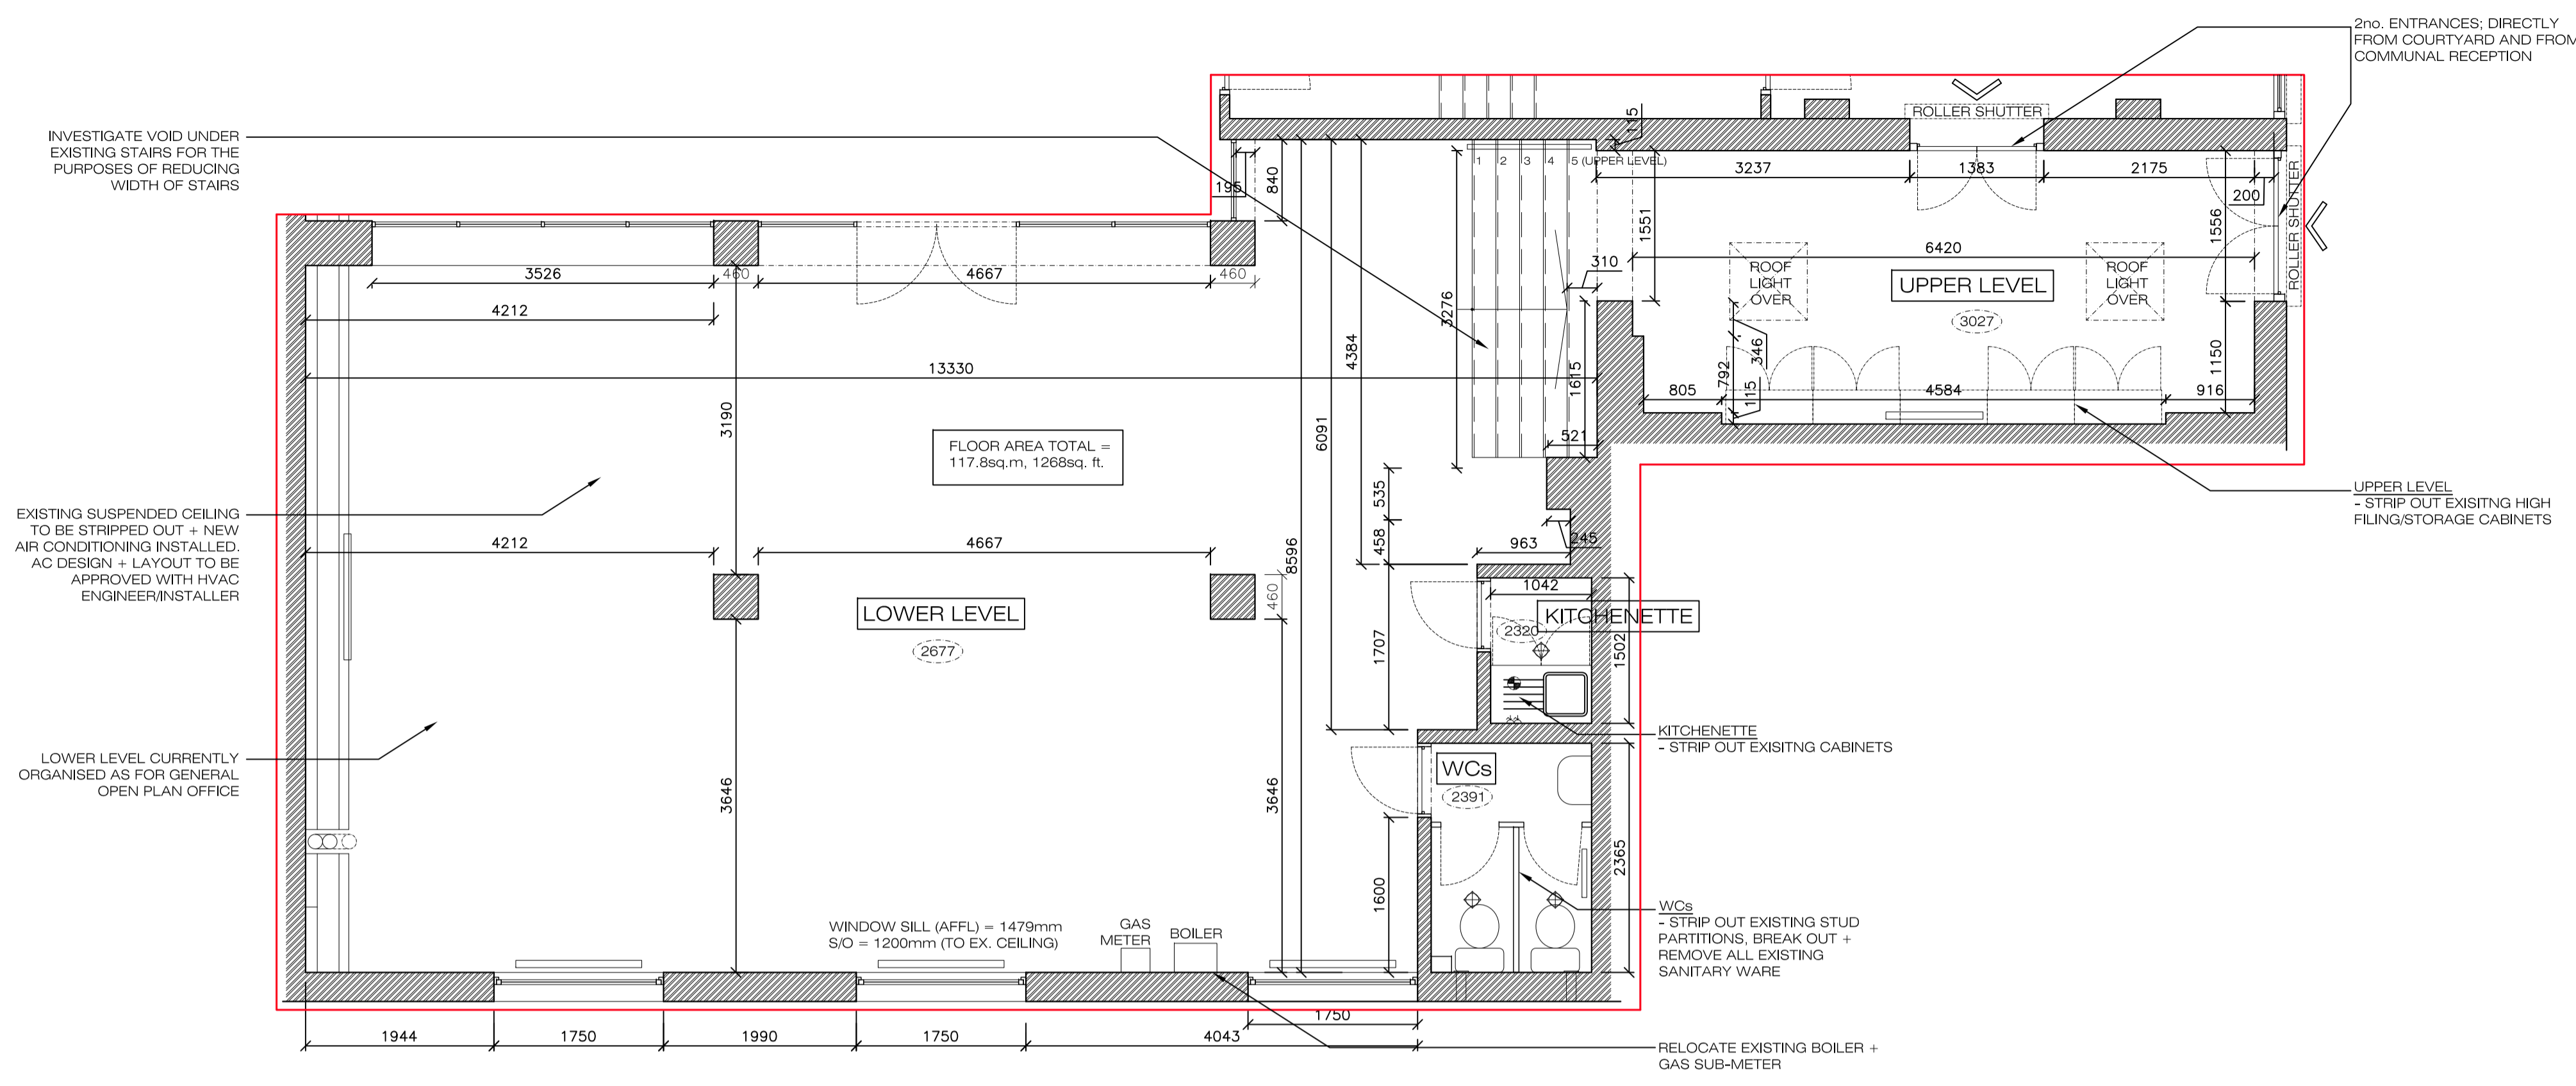 2no. ENTRANCES; DIRECTLY
FROM COURTYARD AND FROM
COMMUNAL RECEPTION
INVESTIGATE VOID UNDER
EXISTING STAIRS FOR THE
PURPOSES OF REDUCING
WIDTH OF STAIRS
ROLLER SHUTTER
115
1 2 3 4 5 (UPPER LEVEL)
3237 1383 2175
200
195
840
1551
1556
ROLLER SHUTTER
6420
310
ROOF
LIGHT
OVER
UPPER LEVEL
3027
ROOF
LIGHT
OVER
3526 460 4667 460
4212
3276
4384
13330
1615
346
792
115
1150
805 4584 916
3190
6091
521
FLOOR AREA TOTAL =
117.8sq.m, 1268sq. ft.
UPPER LEVEL
- STRIP OUT EXISITNG HIGH
FILING/STORAGE CABINETS
EXISTING SUSPENDED CEILING
TO BE STRIPPED OUT + NEW
AIR CONDITIONING INSTALLED.
AC DESIGN + LAYOUT TO BE
APPROVED WITH HVAC
ENGINEER/INSTALLER
535
458
245
963
4212 4667
8596
460
1042
LOWER LEVEL
2677
KITCHENETTE
2320
1707
1502
KITCHENETTE
- STRIP OUT EXISITNG CABINETS
LOWER LEVEL CURRENTLY
ORGANISED AS FOR GENERAL
OPEN PLAN OFFICE
WCs
2391
3646
3646
1600
2365
WINDOW SILL (AFFL) = 1479mm
S/O = 1200mm (TO EX. CEILING)
GAS
METER
BOILER
WCs
- STRIP OUT EXISTING STUD
PARTITIONS, BREAK OUT +
REMOVE ALL EXISTING
SANITARY WARE
1750
1944 1750 1990 1750 4043
RELOCATE EXISTING BOILER +
GAS SUB-METER